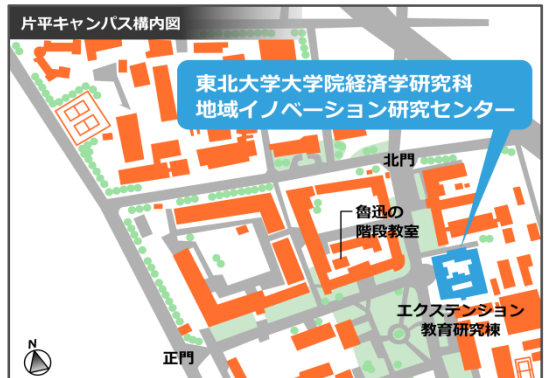 片平キャンパス構内図
東北大学大学院経済学研究科
地域イノベーション研究センター
北門
魯迅の
階段教室
エクステンション
教育研究棟
正門
N